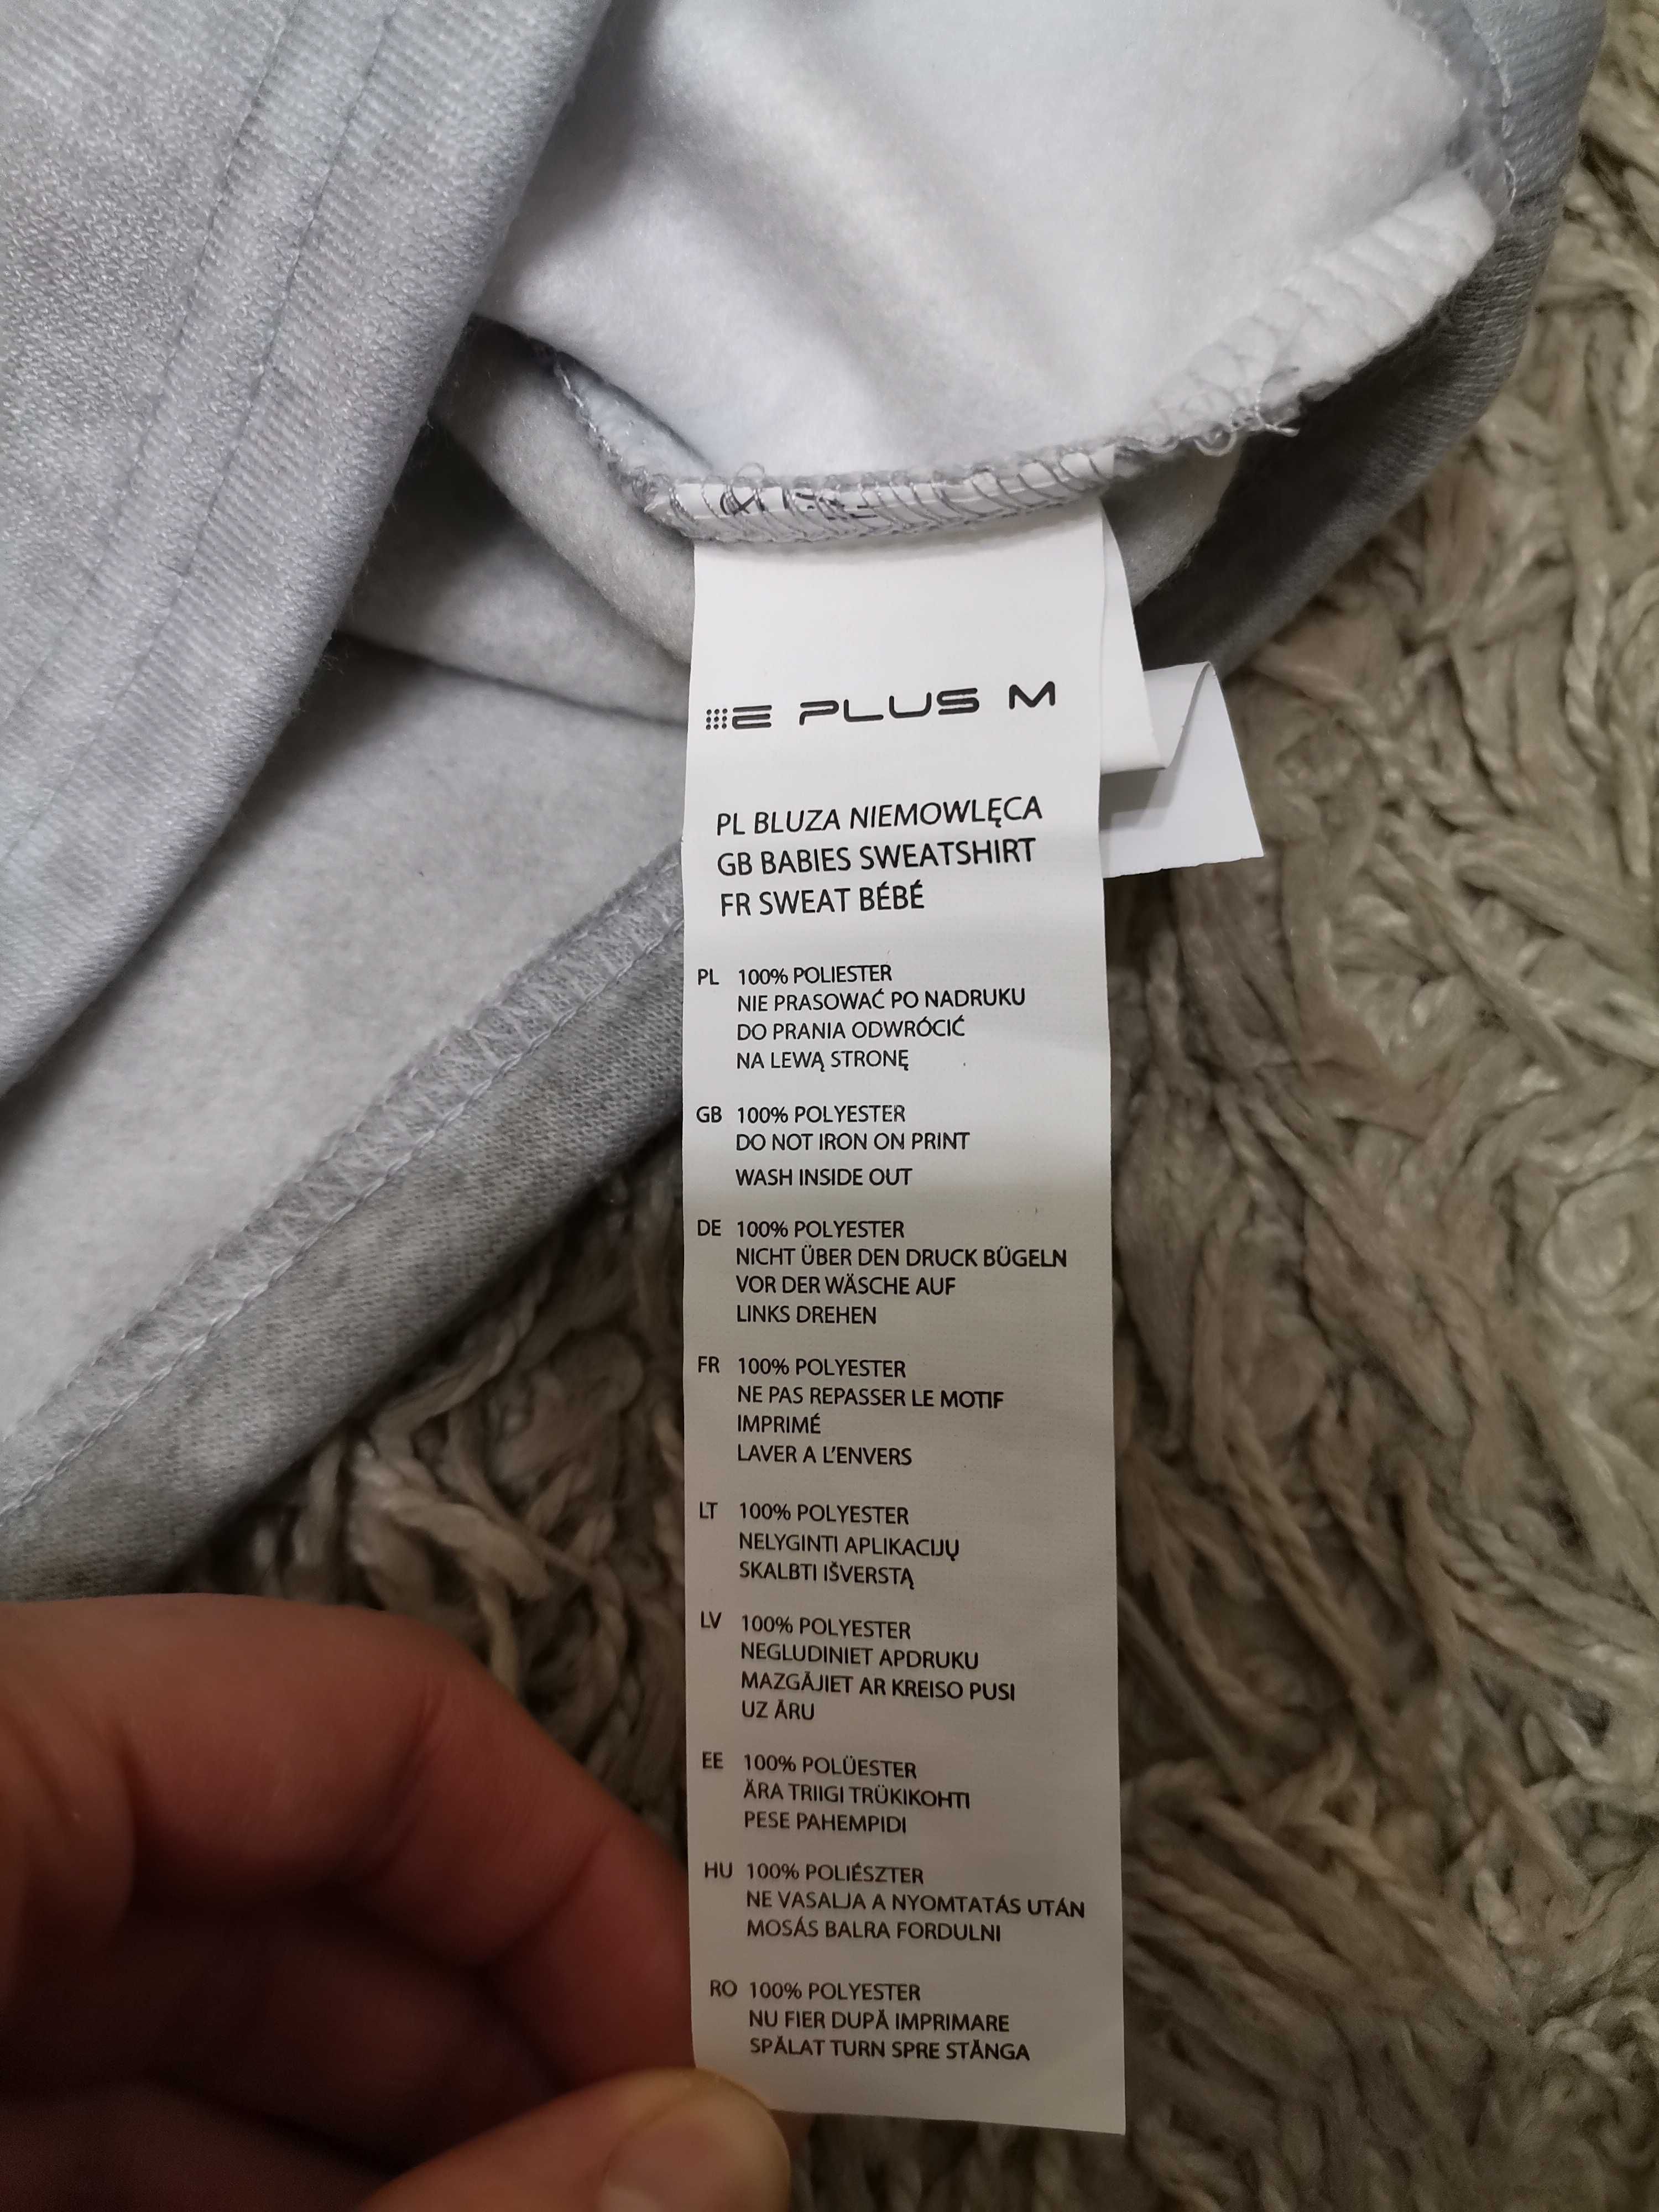 E PLUS M
PL BLUZA NIEMOWLĘCA
GB BABIES SWEATSHIRT
FR SWEAT BÉBÉ
PL 100% POLIESTER
NIE PRASOWAĆ PO NADRUKU
DO PRANIA ODWRÓCIĆ
NA LEWĄ STRONĘ
GB 100% POLYESTER
DO NOT IRON ON PRINT
WASH INSIDE OUT
DE 100% POLYESTER
NICHT ÜBER DEN DRUCK BÜGELN
VOR DER WÄSCHE AUF
LINKS DREHEN
FR 100% POLYESTER
NE PAS REPASSER LE MOTIF
IMPRIMÉ
LAVER A L'ENVERS
LT 100% POLYESTER
NELYGINTI APLIKACIJŲ
SKALBTI IŠVERSTĄ
LV 100% POLYESTER
NEGLUDINIET APDRUKU
MAZGĀJIET AR KREISO PUSI
UZ ĀRU
EE 100% POLÜESTER
ÄRA TRIIGI TRÜKIKOHTI
PESE PAHEMPIDI
HU 100% POLIÉSZTER
NE VASALJA A NYOMTATÁS UTÁN
MOSÁS BALRA FORDULNI
RO 100% POLYESTER
NU FIER DUPĂ IMPRIMARE
SPĂLAT TURN SPRE STĂNGA